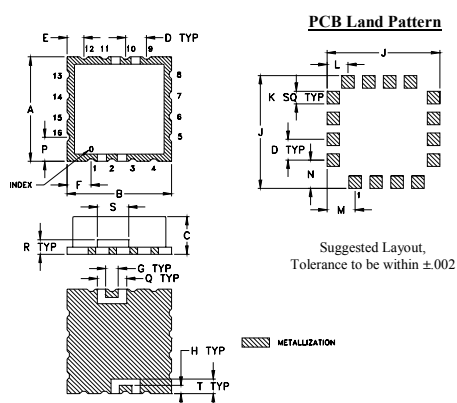 PCB Land Pattern
E
12 11 10 9
D TYP
13
14
15
16
8
7
6
5
A
P
0
1 2 3 4
INDEX
F
B
S
R TYP
C
G TYP
Q TYP
H TYP
T TYP
J
L
K SQ TYP
J
D TYP
N
1
M
Suggested Layout,
Tolerance to be within ±.002
METALLIZATION